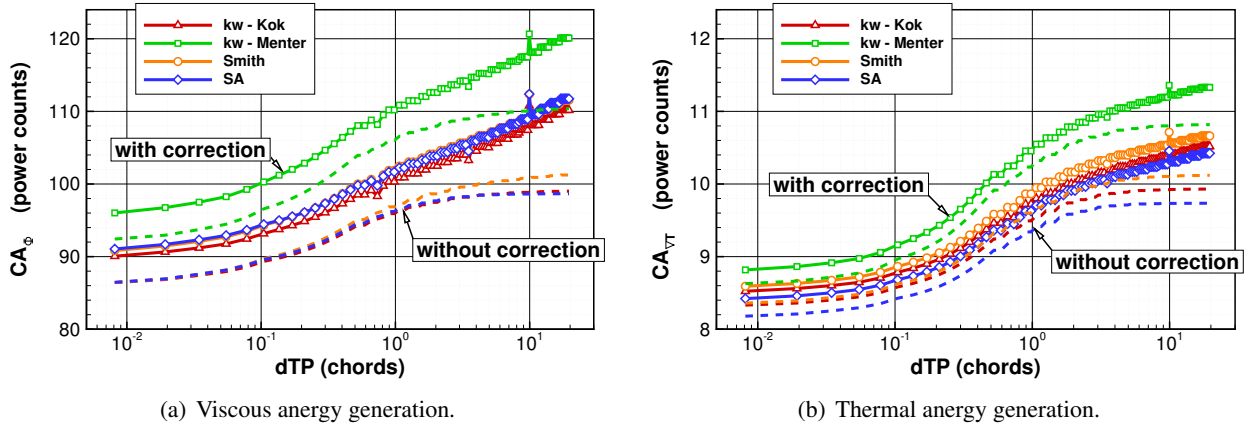 kw - Kok
kw - Menter
Smith
SA
with correction
without correction
CA_Φ (power counts)
120
110
100
90
80
10^-2
10^-1
10^0
10^1
dTP (chords)
(a) Viscous anergy generation.
kw - Kok
kw - Menter
Smith
SA
with correction
without correction
CA_∇T (power counts)
12
11
10
9
8
10^-2
10^-1
10^0
10^1
dTP (chords)
(b) Thermal anergy generation.